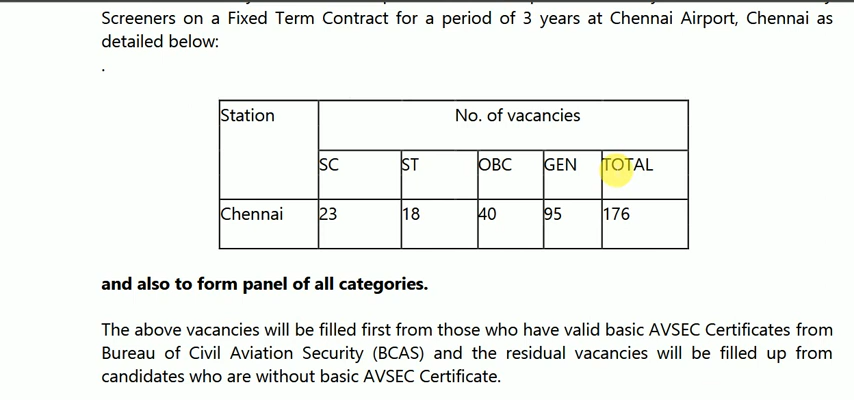 Screeners on a Fixed Term Contract for a period of 3 years at Chennai Airport, Chennai as
detailed below:
.
Station No. of vacancies
SC ST OBC GEN TOTAL
Chennai 23 18 40 95 176
and also to form panel of all categories.
The above vacancies will be filled first from those who have valid basic AVSEC Certificates from
Bureau of Civil Aviation Security (BCAS) and the residual vacancies will be filled up from
candidates who are without basic AVSEC Certificate.